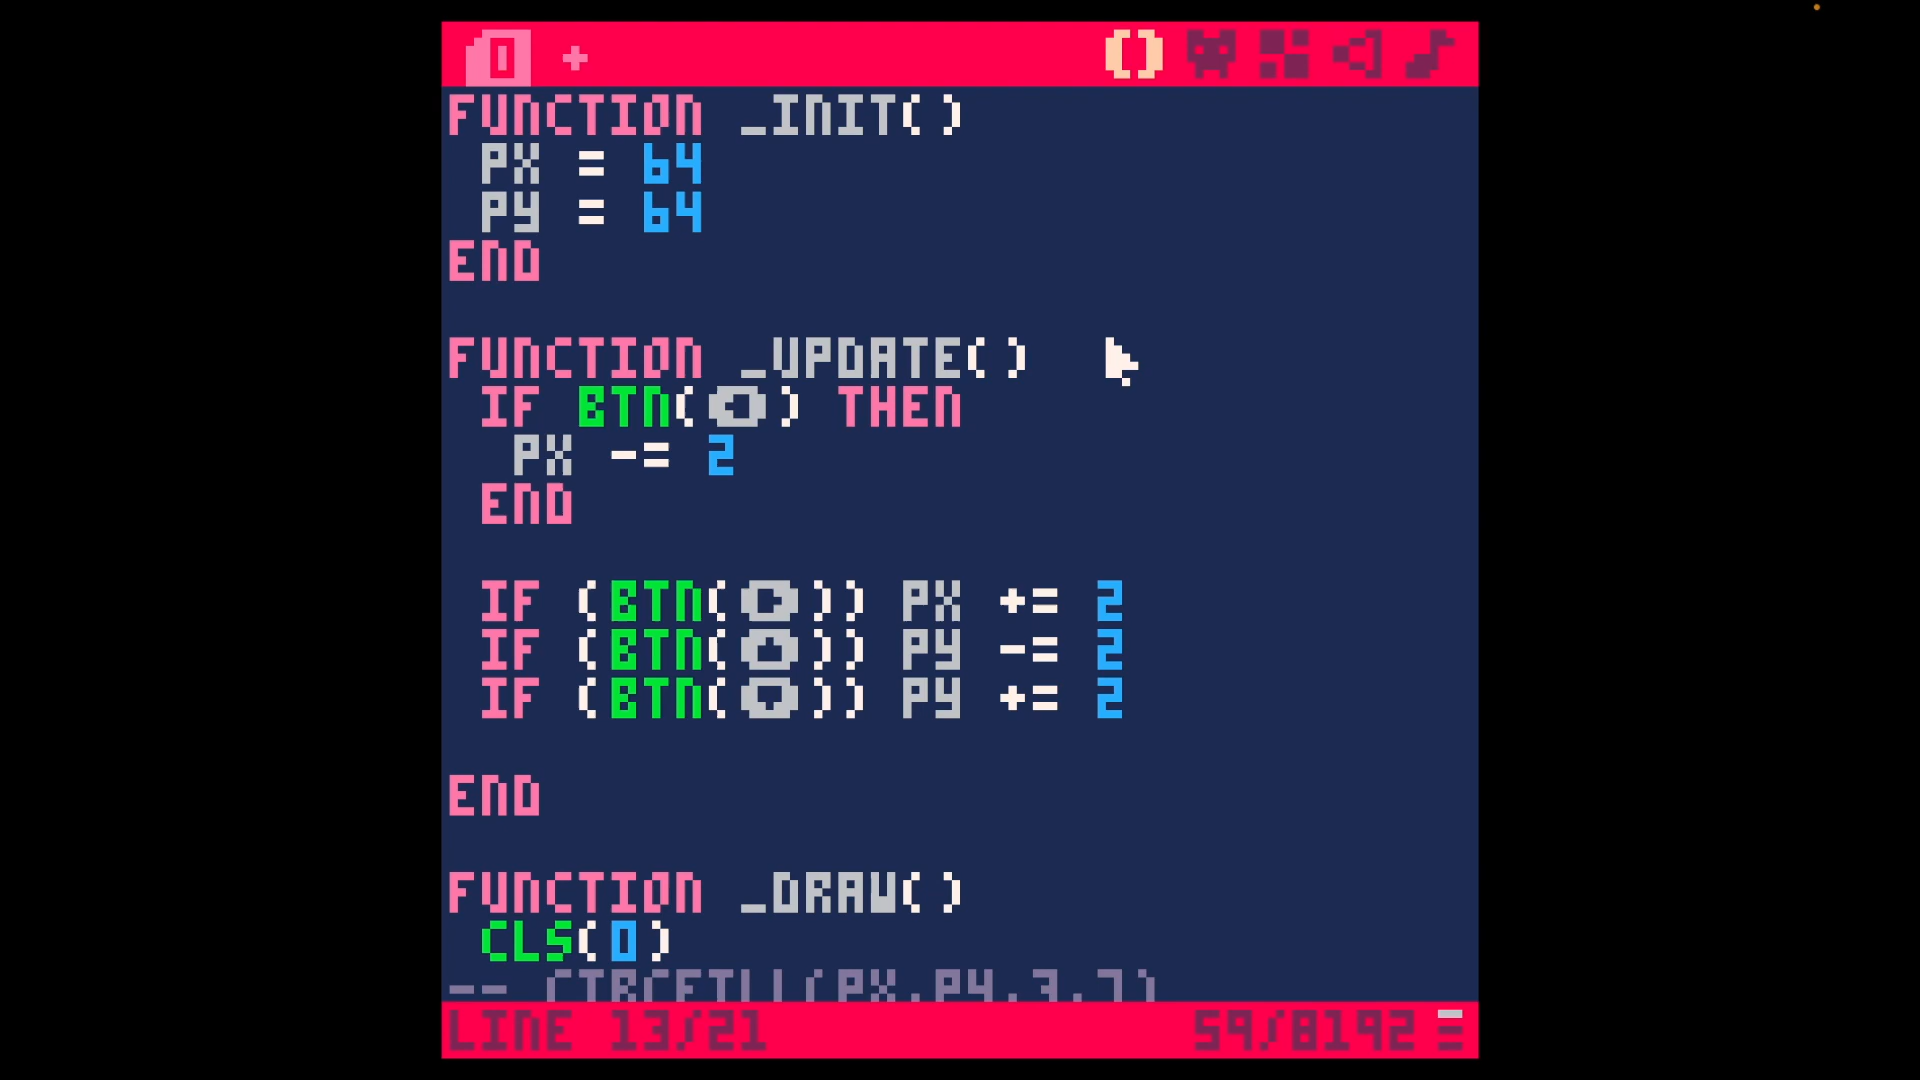 0 +
FUNCTION _INIT()
PX = 64
PY = 64
END
FUNCTION _UPDATE()
IF BTN(⬅️) THEN
PX -= 2
END
IF (BTN(➡️)) PX += 2
IF (BTN(⬆️)) PY -= 2
IF (BTN(⬇️)) PY += 2
END
FUNCTION _DRAW()
CLS(0)
-- CIRCFILL(PX,PY,3,7)
LINE 13/21
59/8192